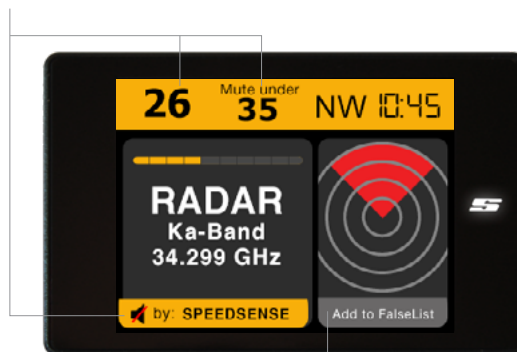 Mute under
26 35 NW 10:45
RADAR
Ka-Band
34.299 GHz
by: SPEEDSENSE
Add to FalseList